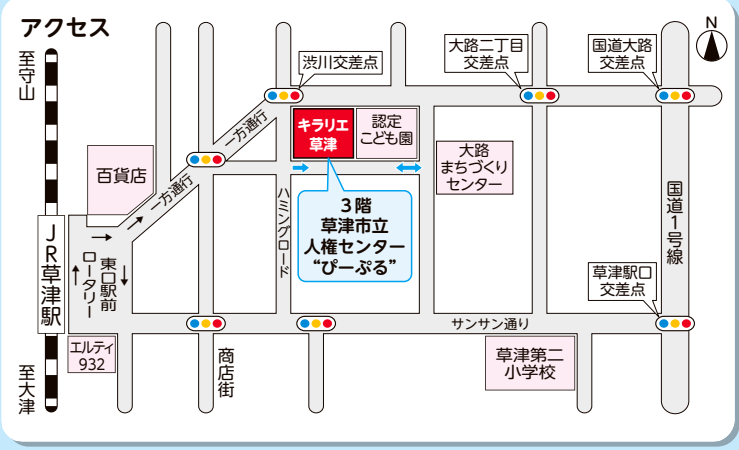 アクセス
N
至守山
渋川交差点
大路二丁目
交差点
国道大路
交差点
キラリエ
草津
認定
こども園
一方通行
大路
まちづくり
センター
百貨店
一方通行
ハミングロード
3階
草津市立
人権センター
“ぴーぷる”
国道1号線
JR草津駅
東口駅前
ロータリー
草津駅口
交差点
サンサン通り
エルティ
932
商店街
草津第二
小学校
至大津